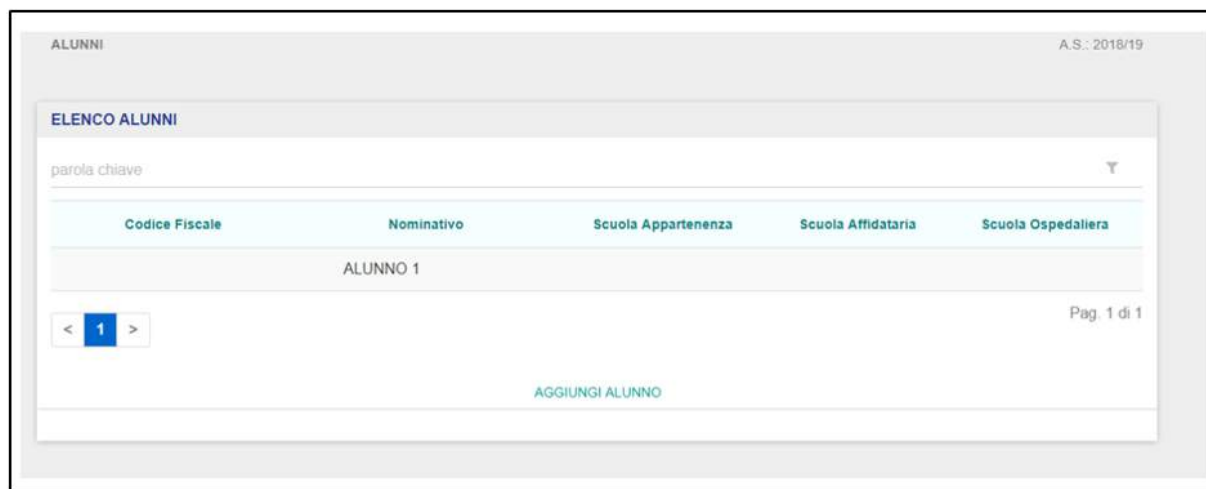 ALUNNI A.S.: 2018/19
ELENCO ALUNNI
parola chiave
Codice Fiscale Nominativo Scuola Appartenenza Scuola Affidataria Scuola Ospedaliera
ALUNNO 1
< 1 > Pag. 1 di 1
AGGIUNGI ALUNNO